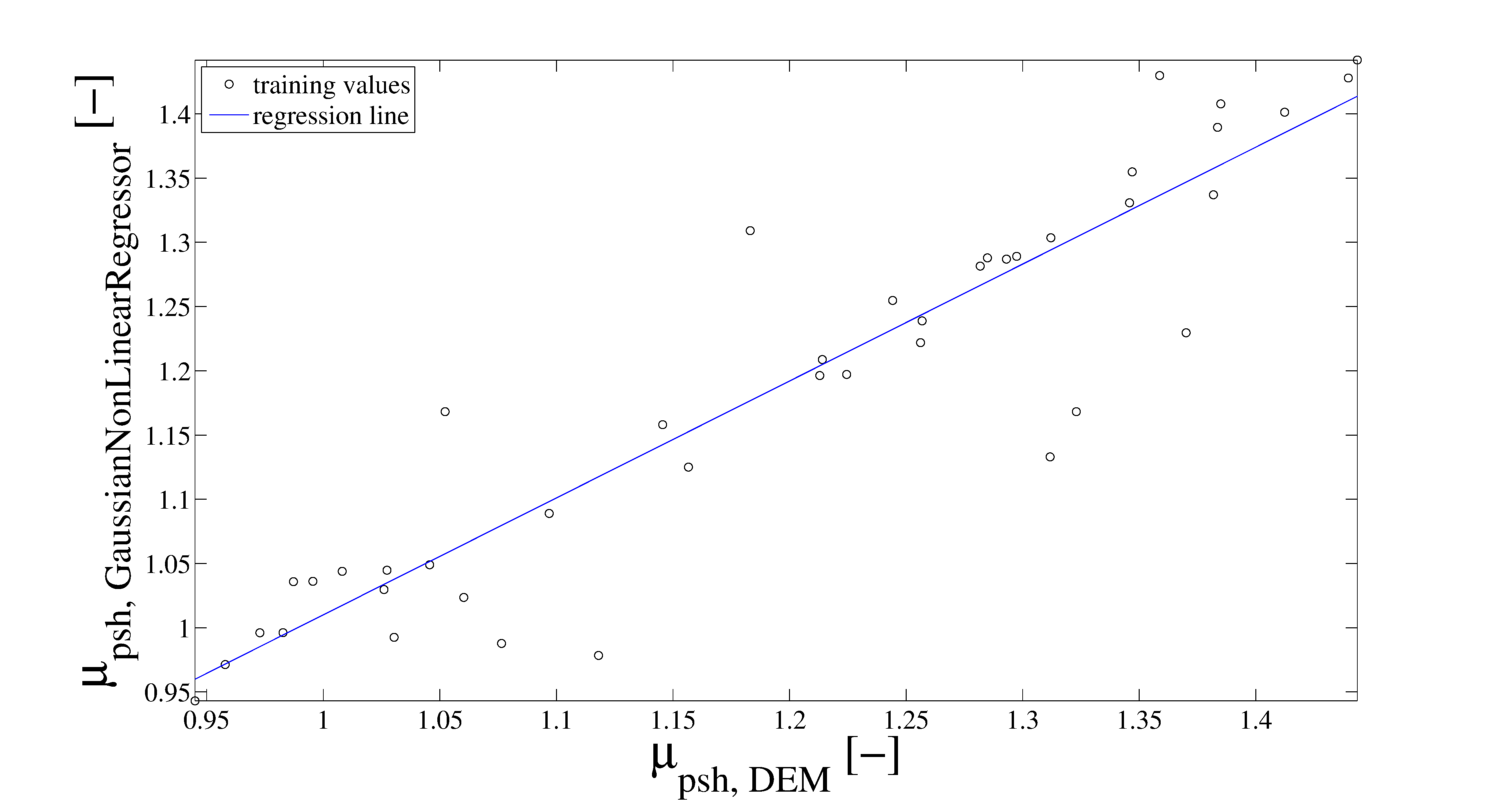 training values
regression line
μpsh, GaussianNonLinearRegressor [−]
1.4
1.35
1.3
1.25
1.2
1.15
1.1
1.05
1
0.95
0.95 1 1.05 1.1 1.15 1.2 1.25 1.3 1.35 1.4
μpsh, DEM [−]